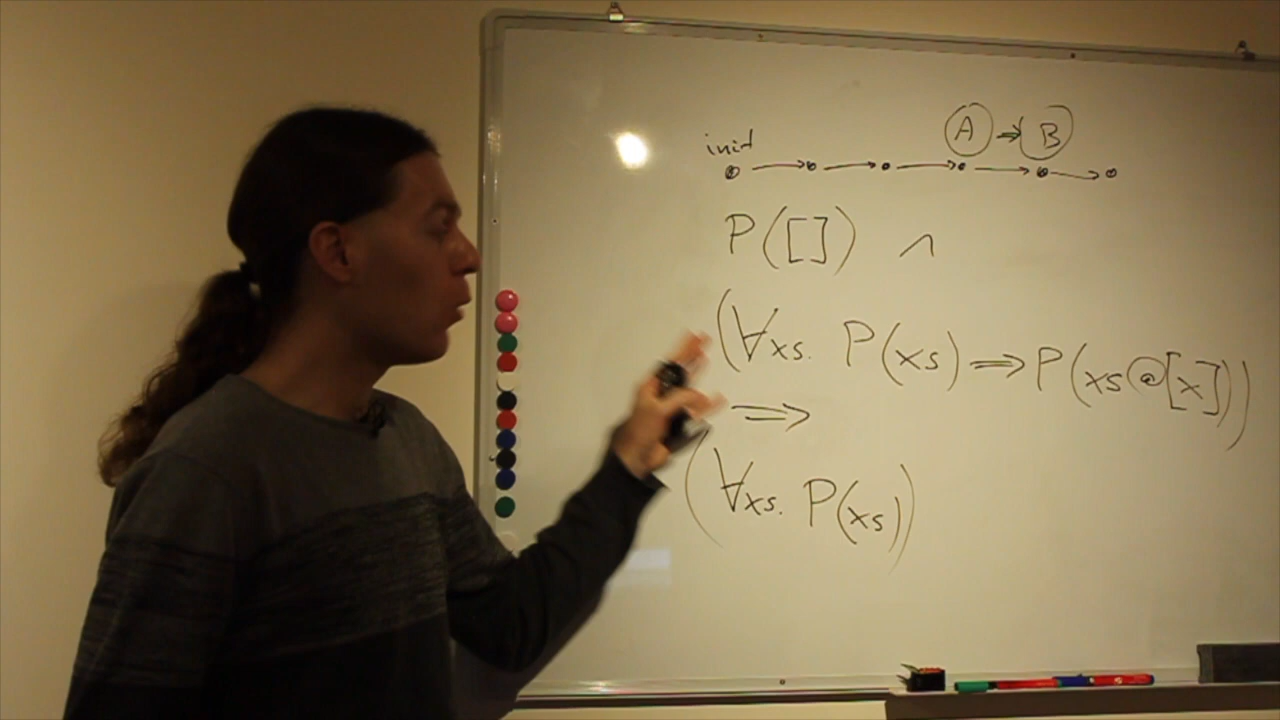 A → B
init
P([]) ∧
(∀xs. P(xs) ⟹ P(xs@[x]))
⟹
(∀xs. P(xs))